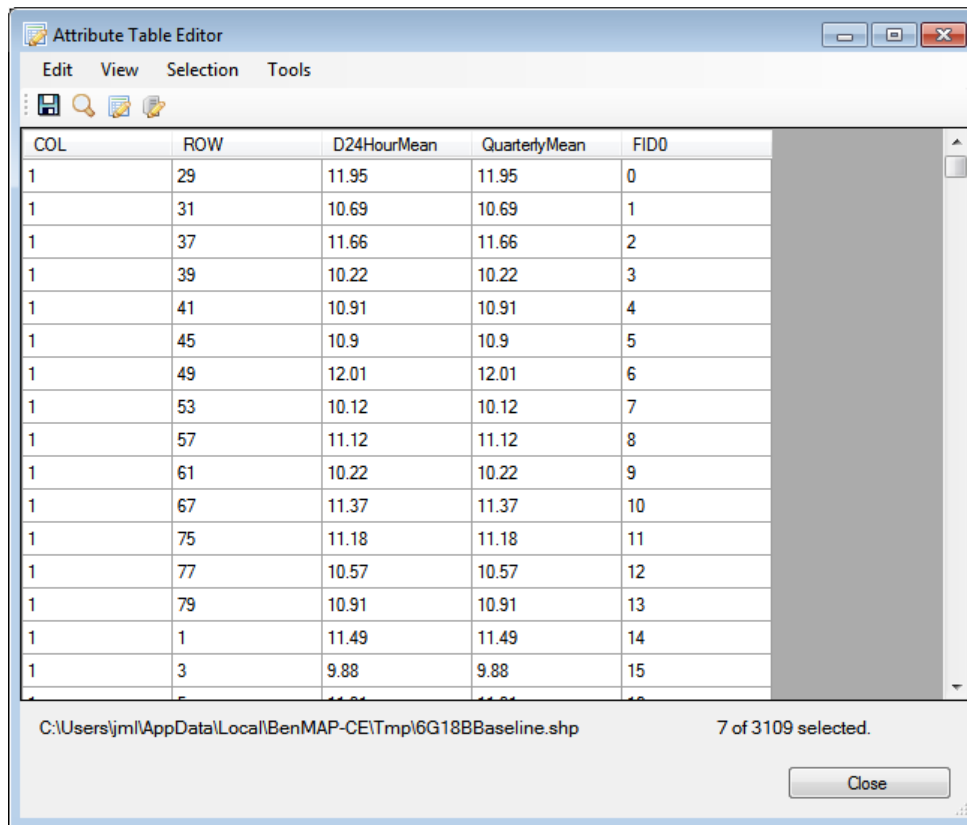 Attribute Table Editor
Edit View Selection Tools
COL ROW D24HourMean QuarterlyMean FID0
1 29 11.95 11.95 0
1 31 10.69 10.69 1
1 37 11.66 11.66 2
1 39 10.22 10.22 3
1 41 10.91 10.91 4
1 45 10.9 10.9 5
1 49 12.01 12.01 6
1 53 10.12 10.12 7
1 57 11.12 11.12 8
1 61 10.22 10.22 9
1 67 11.37 11.37 10
1 75 11.18 11.18 11
1 77 10.57 10.57 12
1 79 10.91 10.91 13
1 1 11.49 11.49 14
1 3 9.88 9.88 15
C:\Users\jml\AppData\Local\BenMAP-CE\Tmp\6G18BBaseline.shp 7 of 3109 selected.
Close